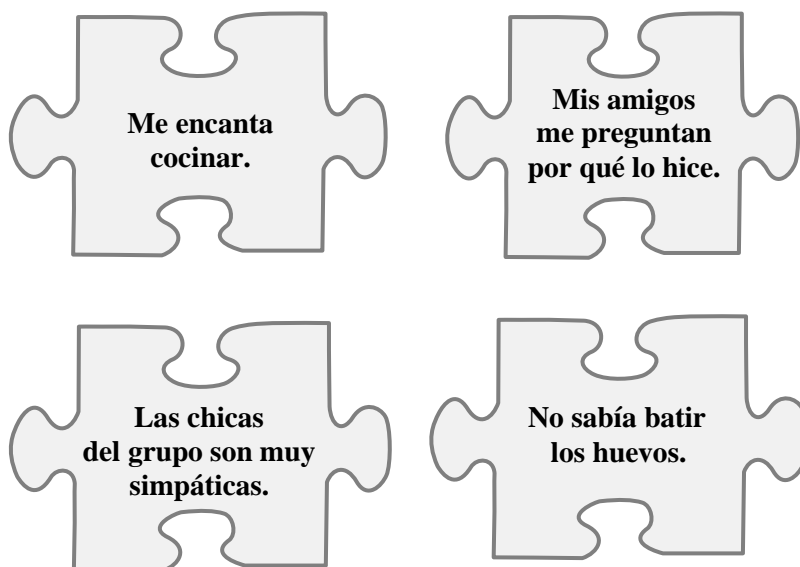 Me encanta
cocinar.
Mis amigos
me preguntan
por qué lo hice.
Las chicas
del grupo son muy
simpáticas.
No sabía batir
los huevos.